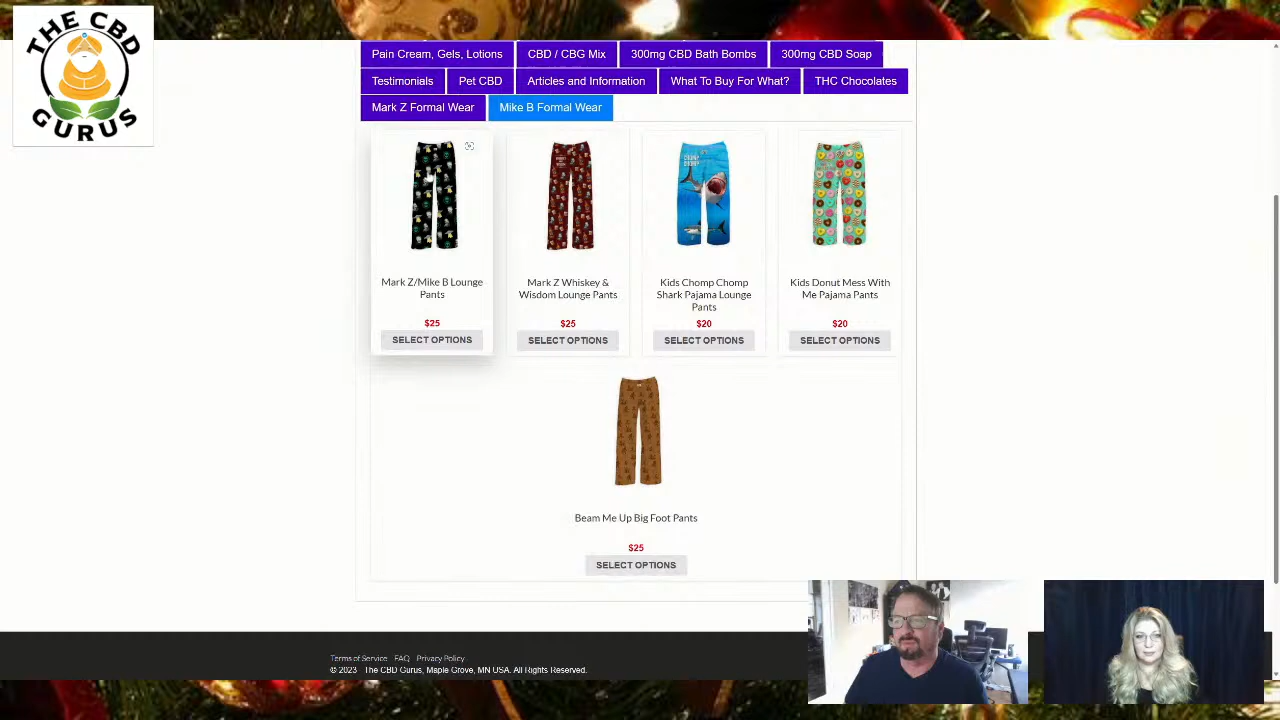 THE CBD
GURUS
Pain Cream, Gels, Lotions
CBD / CBG Mix
300mg CBD Bath Bombs
300mg CBD Soap
Testimonials
Pet CBD
Articles and Information
What To Buy For What?
THC Chocolates
Mark Z Formal Wear
Mike B Formal Wear
Mark Z/Mike B Lounge
Pants
$25
SELECT OPTIONS
Mark Z Whiskey &
Wisdom Lounge Pants
$25
SELECT OPTIONS
CHOMP
CHOMP
Kids Chomp Chomp
Shark Pajama Lounge
Pants
$20
SELECT OPTIONS
Kids Donut Mess With
Me Pajama Pants
$20
SELECT OPTIONS
Beam Me Up Big Foot Pants
$25
SELECT OPTIONS
Terms of Service
FAQ
Privacy Policy
© 2023 The CBD Gurus, Maple Grove, MN USA. All Rights Reserved.